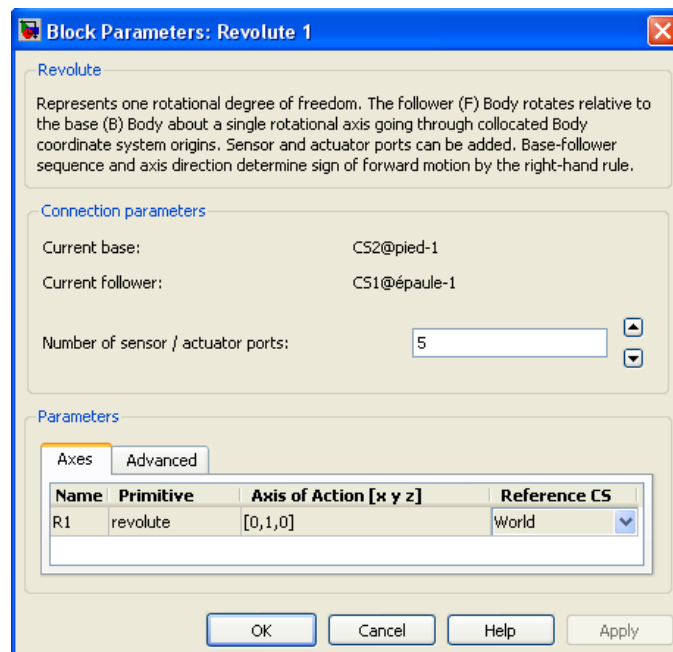 Block Parameters: Revolute 1
Revolute
Represents one rotational degree of freedom. The follower (F) Body rotates relative to
the base (B) Body about a single rotational axis going through collocated Body
coordinate system origins. Sensor and actuator ports can be added. Base-follower
sequence and axis direction determine sign of forward motion by the right-hand rule.
Connection parameters
Current base: CS2@pied-1
Current follower: CS1@épaule-1
Number of sensor / actuator ports: 5
Parameters
Axes Advanced
Name Primitive Axis of Action [x y z] Reference CS
R1 revolute [0,1,0] World
OK Cancel Help Apply